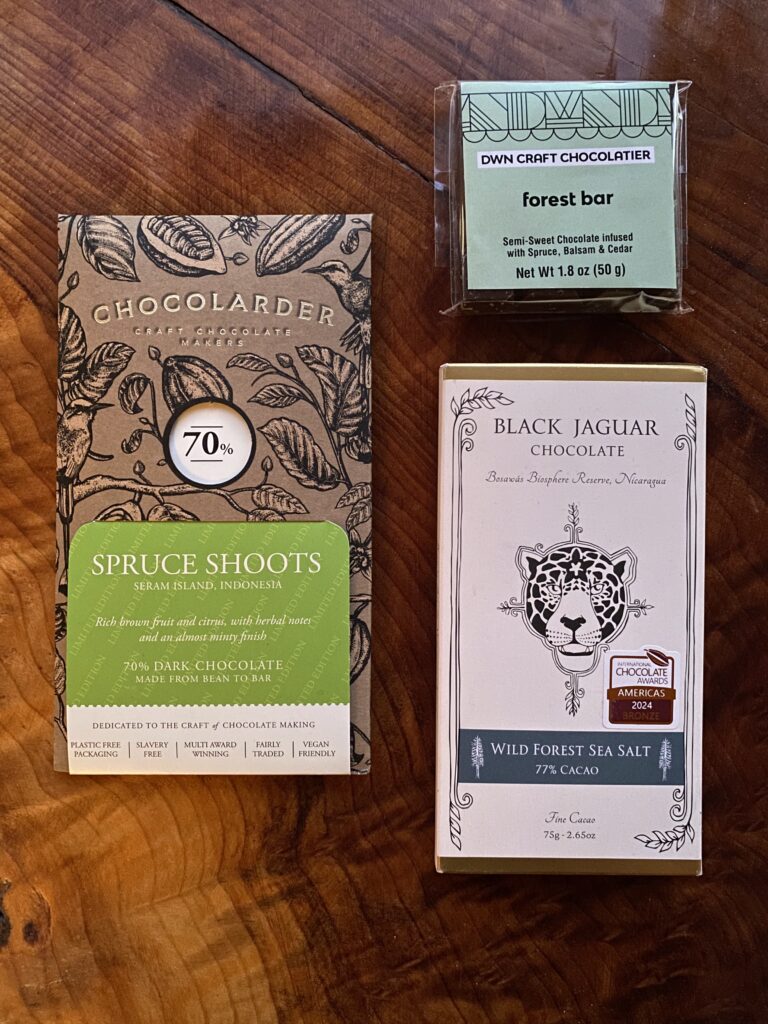 CHOCOLARDER
CRAFT CHOCOLATE
MAKERS
70%
SPRUCE SHOOTS
SERAM ISLAND, INDONESIA
Rich brown fruit and citrus, with herbal notes
and an almost minty finish
70% DARK CHOCOLATE
MADE FROM BEAN TO BAR
LIMITED EDITION
DEDICATED TO THE CRAFT of CHOCOLATE MAKING
PLASTIC FREE
PACKAGING
SLAVERY
FREE
MULTI AWARD
WINNING
FAIRLY
TRADED
VEGAN
FRIENDLY
DWN CRAFT CHOCOLATIER
forest bar
Semi-Sweet Chocolate infused
with Spruce, Balsam & Cedar
Net Wt 1.8 oz (50 g)
BLACK JAGUAR
CHOCOLATE
Bosawás Biosphere Reserve, Nicaragua
INTERNATIONAL
CHOCOLATE
AWARDS
AMERICAS
2024
BRONZE
WILD FOREST SEA SALT
77% CACAO
Fine Cacao
75g - 2.65oz